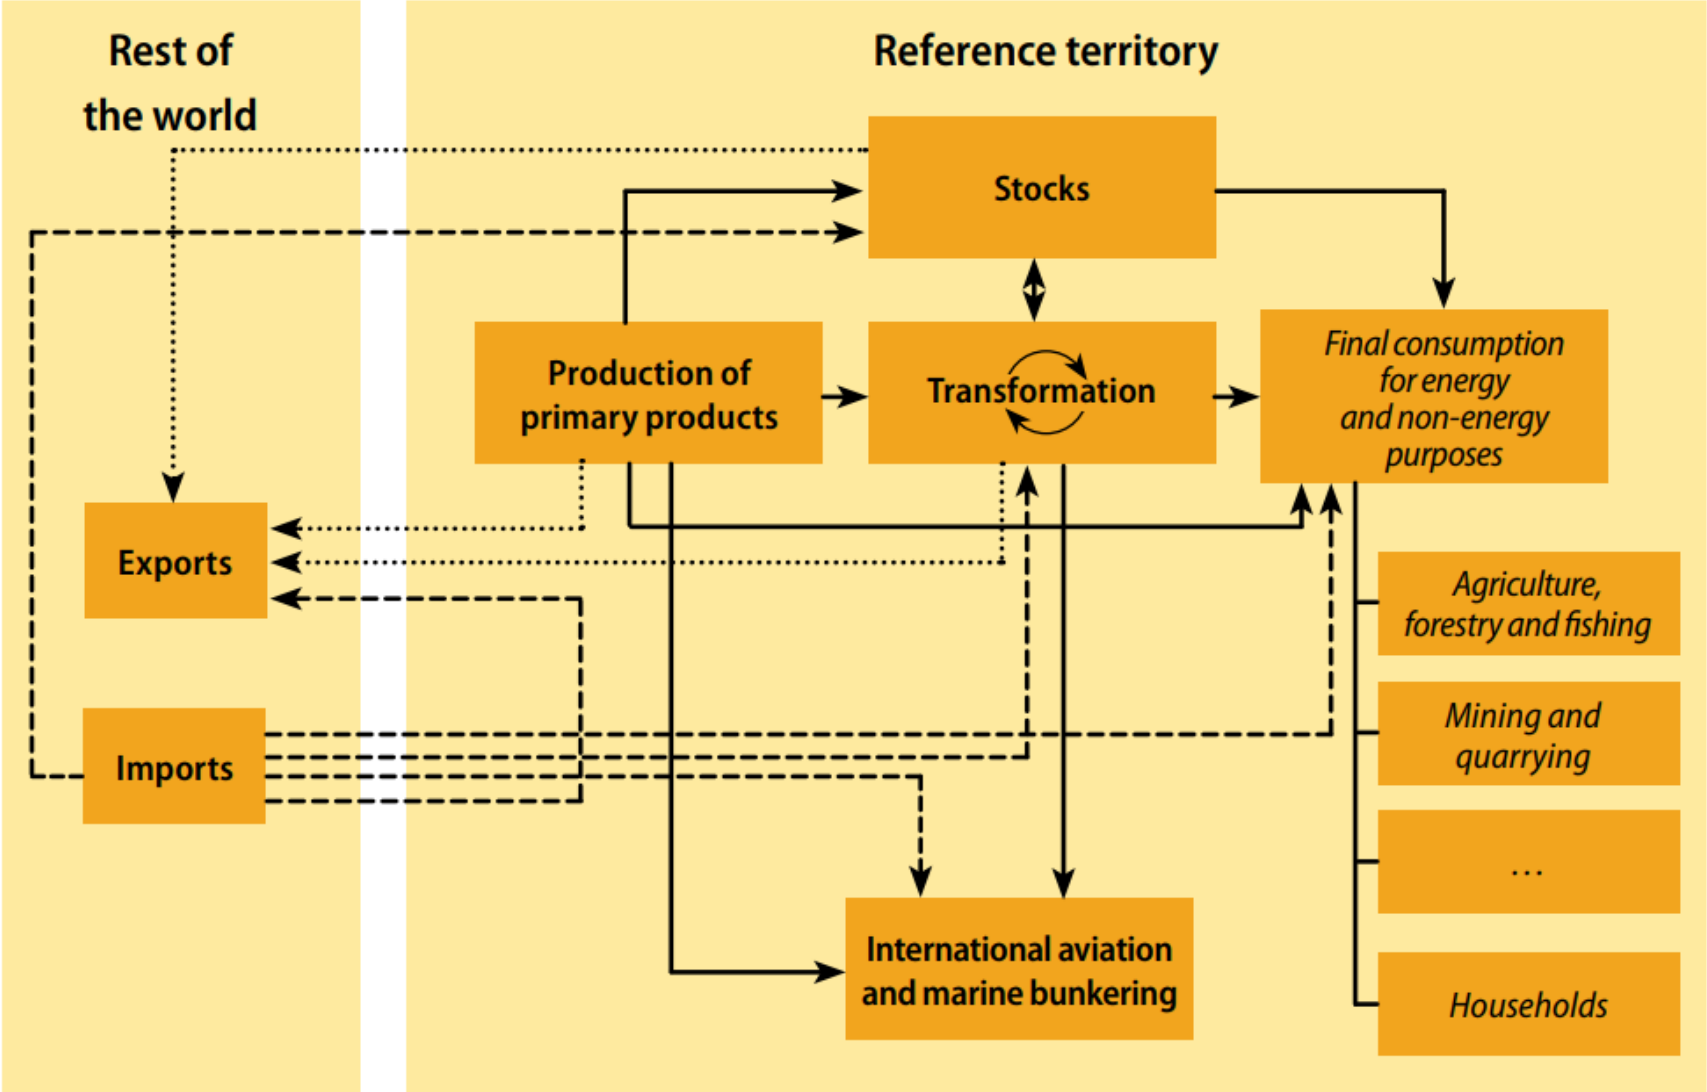 Rest of
the world
Reference territory
Stocks
Production of
primary products
Transformation
Final consumption
for energy
and non-energy
purposes
Exports
Imports
Agriculture,
forestry and fishing
Mining and
quarrying
...
Households
International aviation
and marine bunkering